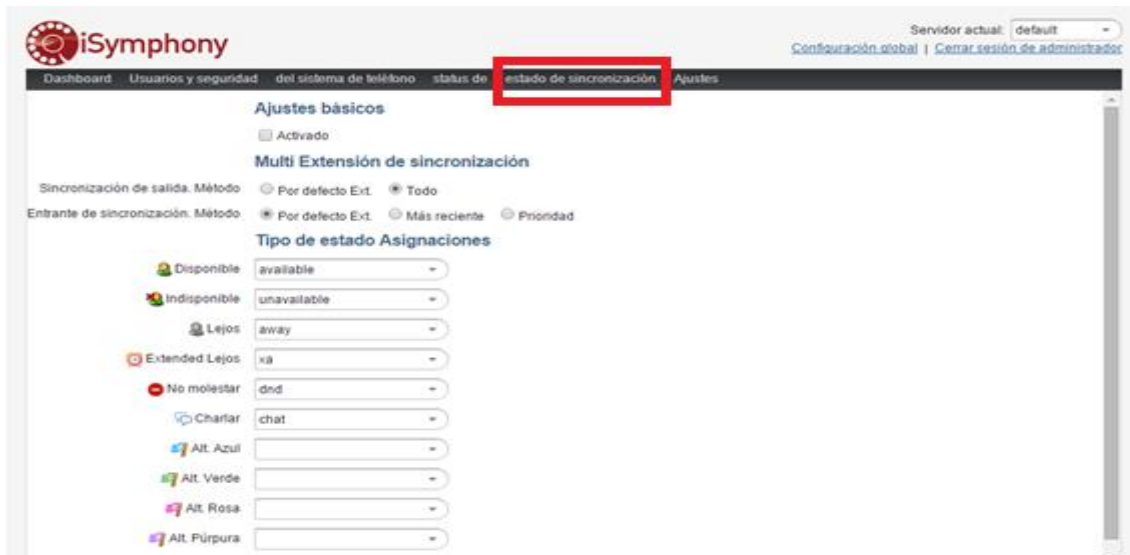 iSymphony
Servidor actual: default
Configuración global | Cerrar sesión de administrador
Dashboard Usuarios y seguridad del sistema de teléfono status de estado de sincronización Ajustes
Ajustes básicos
Activado
Multi Extensión de sincronización
Sincronización de salida. Método Por defecto Ext. Todo
Entrante de sincronización. Método Por defecto Ext. Más reciente Prioridad
Tipo de estado Asignaciones
Disponible available
Indisponible unavailable
Lejos away
Extended Lejos xa
No molestar dnd
Charlar chat
Alt. Azul
Alt. Verde
Alt. Rosa
Alt. Púrpura